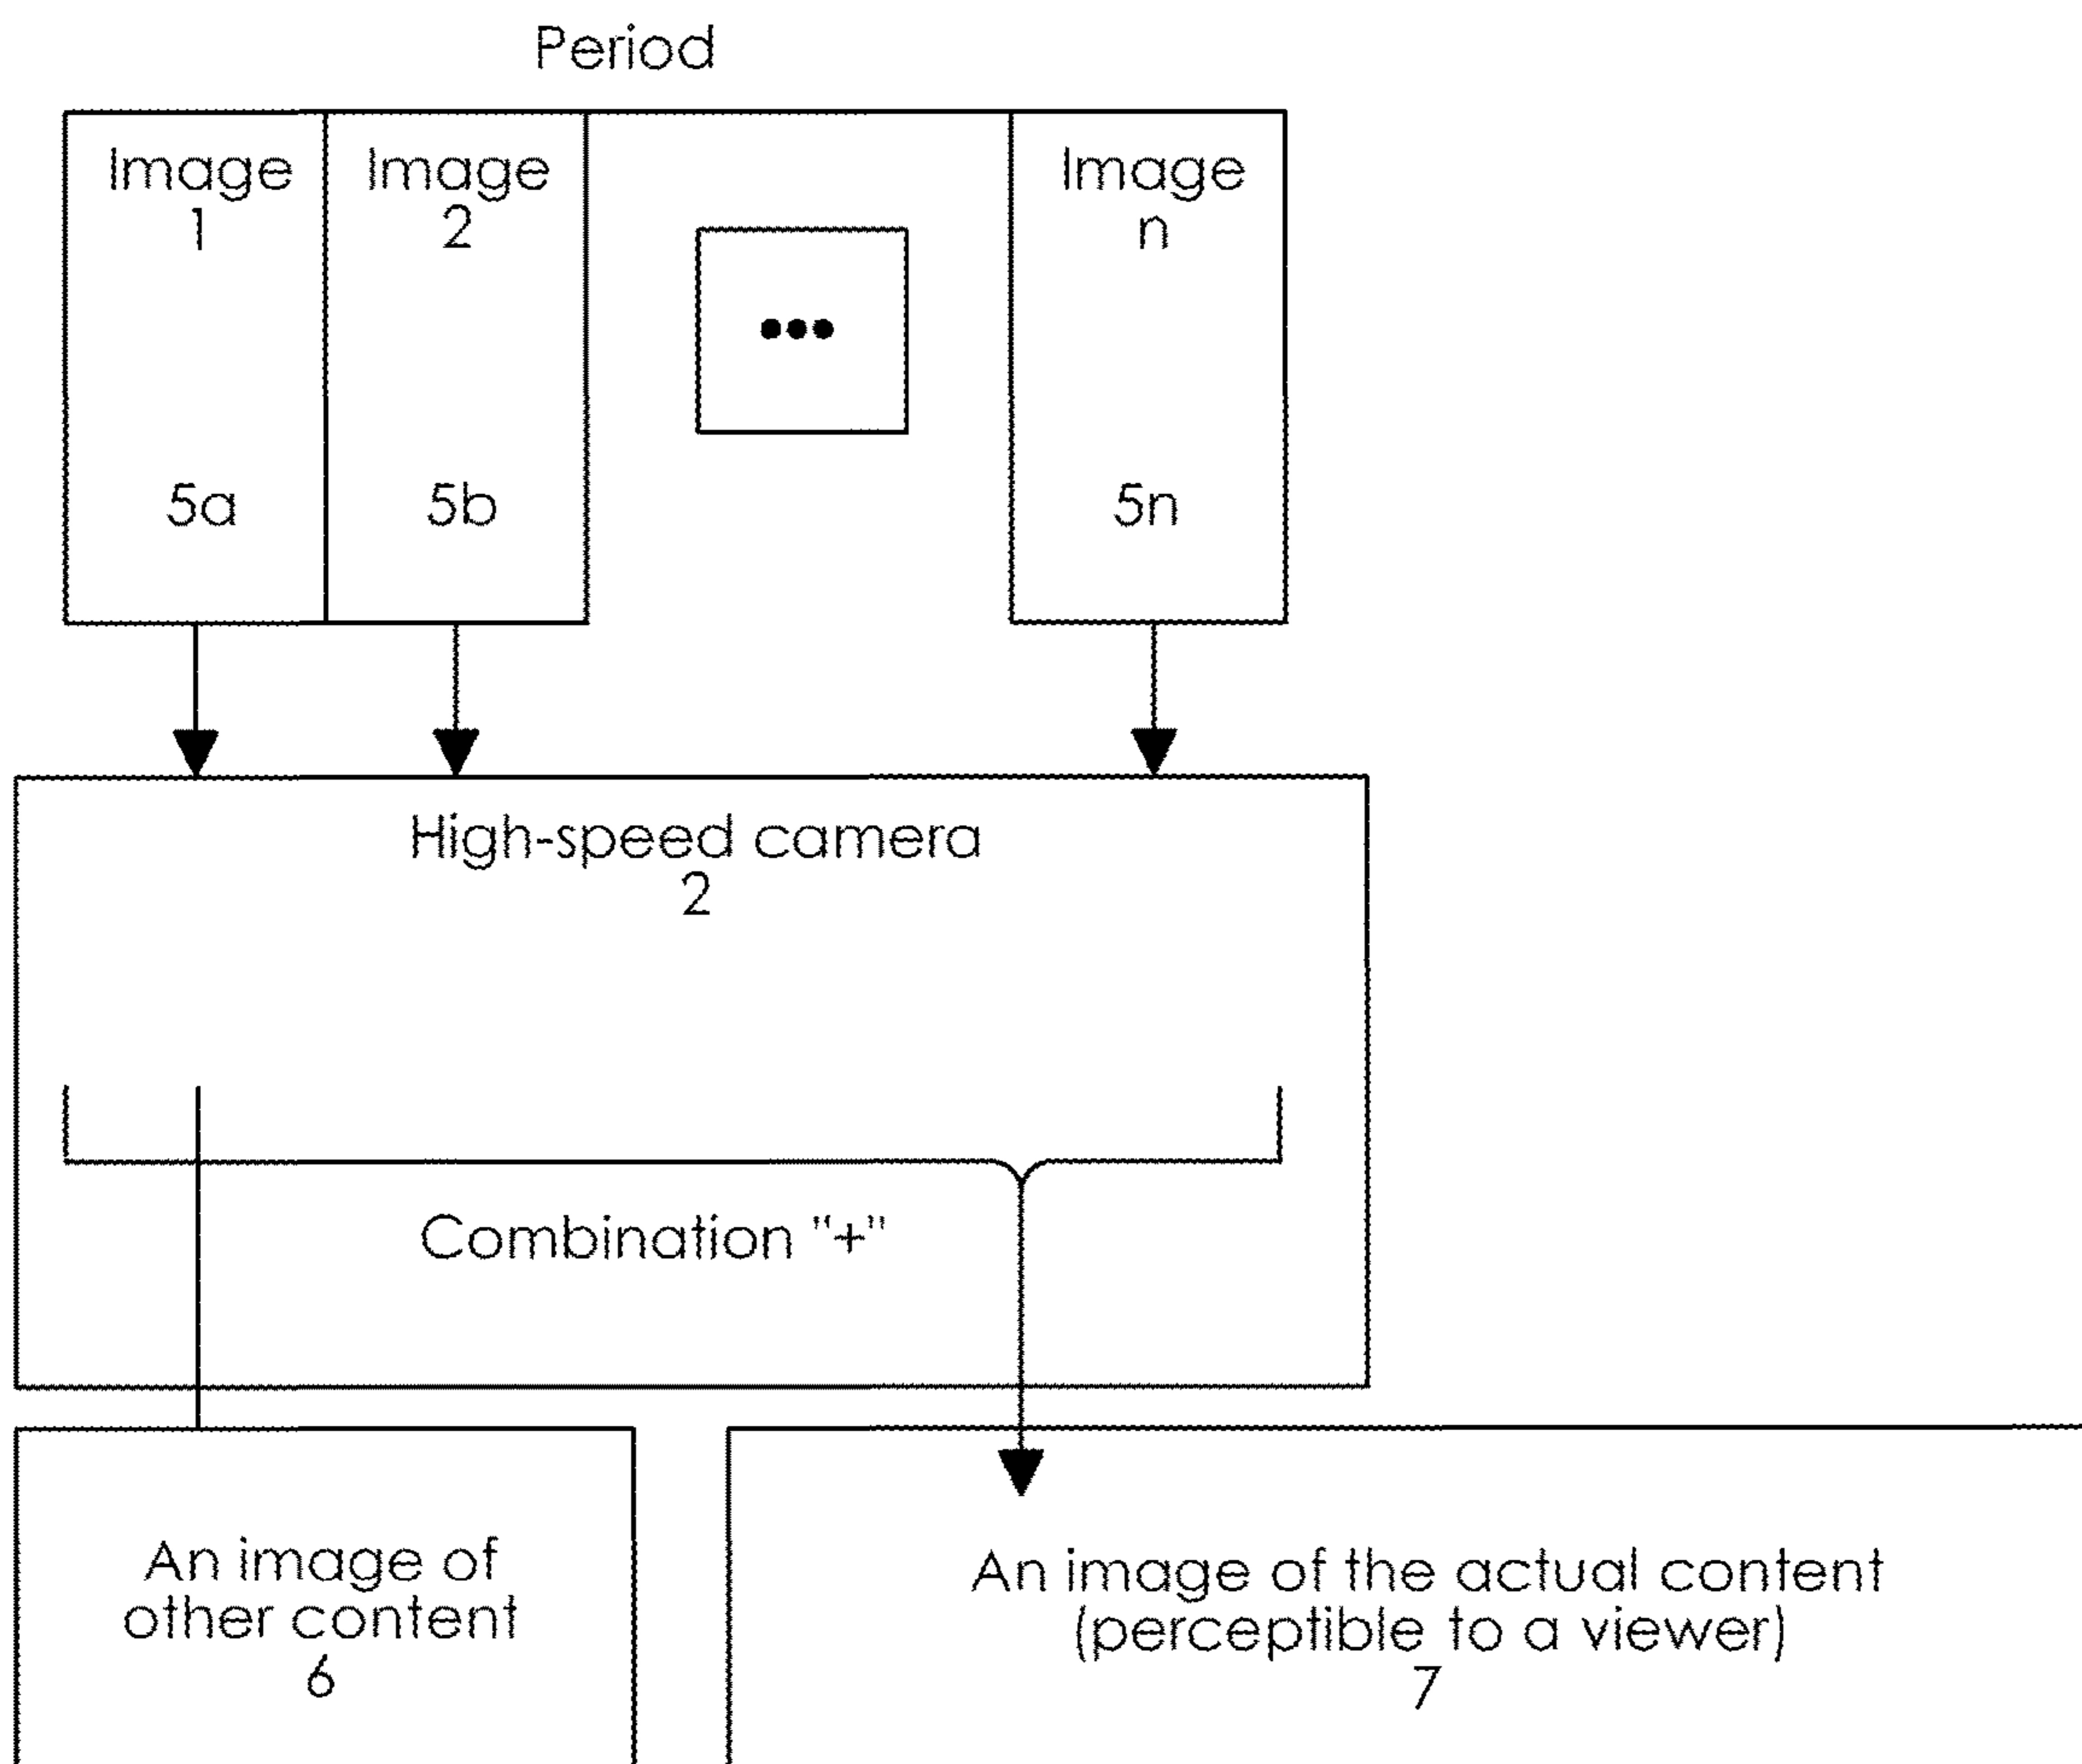 Period
Image
1
Image
2
Image
n
•••
5a
5b
5n
High-speed camera
2
Combination "+"
An image of
other content
6
An image of the actual content
(perceptible to a viewer)
7